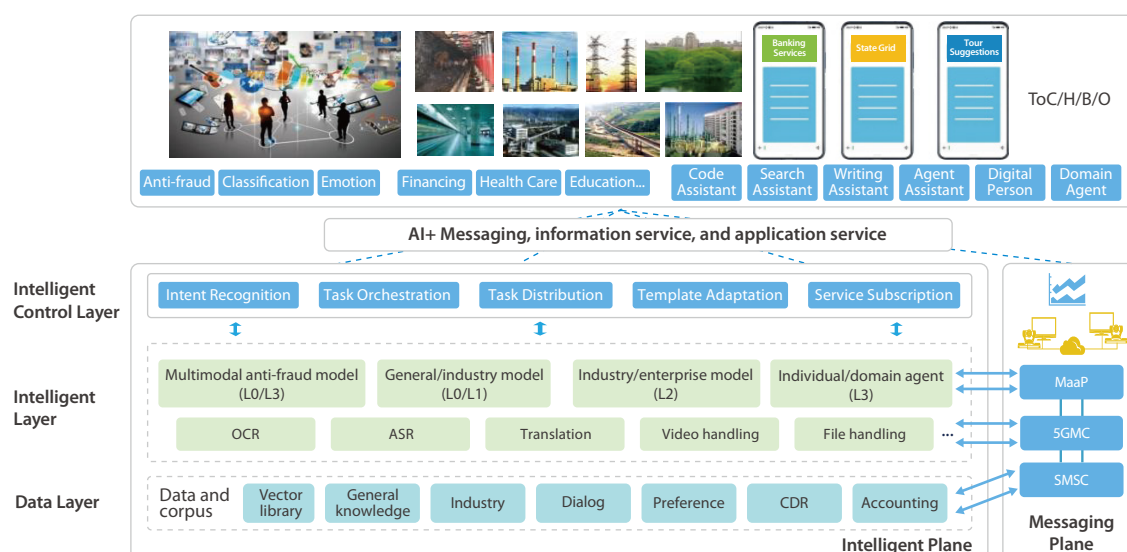 Banking
Services
State Grid
Tour
Suggestions
ToC/H/B/O
Anti-fraud
Classification
Emotion
Financing
Health Care
Education...
Code
Assistant
Search
Assistant
Writing
Assistant
Agent
Assistant
Digital
Person
Domain
Agent
AI+ Messaging, information service, and application service
Intelligent
Control Layer
Intent Recognition
Task Orchestration
Task Distribution
Template Adaptation
Service Subscription
Intelligent
Layer
Multimodal anti-fraud model
(L0/L3)
General/industry model
(L0/L1)
Industry/enterprise model
(L2)
Individual/domain agent
(L3)
OCR
ASR
Translation
Video handling
File handling
...
Data Layer
Data and
corpus
Vector
library
General
knowledge
Industry
Dialog
Preference
CDR
Accounting
Intelligent Plane
MaaP
5GMC
SMSC
Messaging
Plane